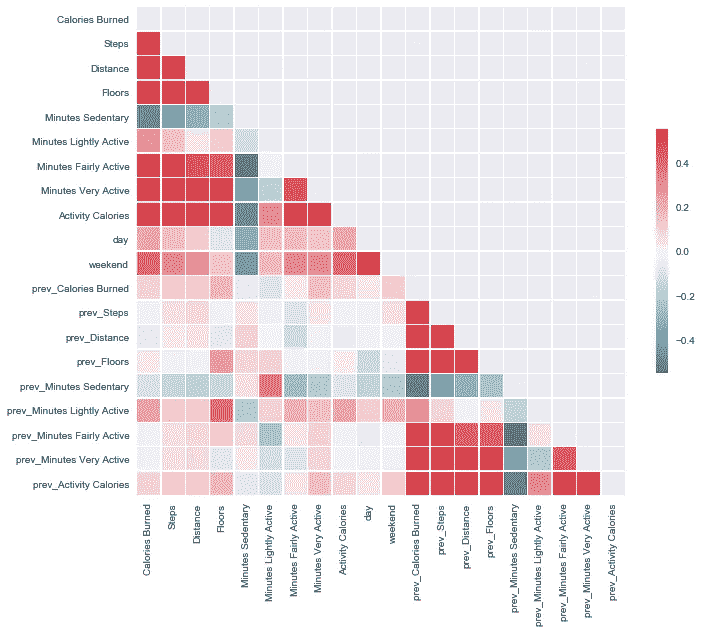 Calories Burned
Steps
Distance
Floors
Minutes Sedentary
Minutes Lightly Active
Minutes Fairly Active
Minutes Very Active
Activity Calories
day
weekend
prev_Calories Burned
prev_Steps
prev_Distance
prev_Floors
prev_Minutes Sedentary
prev_Minutes Lightly Active
prev_Minutes Fairly Active
prev_Minutes Very Active
prev_Activity Calories
Calories Burned
Steps
Distance
Floors
Minutes Sedentary
Minutes Lightly Active
Minutes Fairly Active
Minutes Very Active
Activity Calories
day
weekend
prev_Calories Burned
prev_Steps
prev_Distance
prev_Floors
prev_Minutes Sedentary
prev_Minutes Lightly Active
prev_Minutes Fairly Active
prev_Minutes Very Active
prev_Activity Calories
0.4
0.2
0.0
−0.2
−0.4